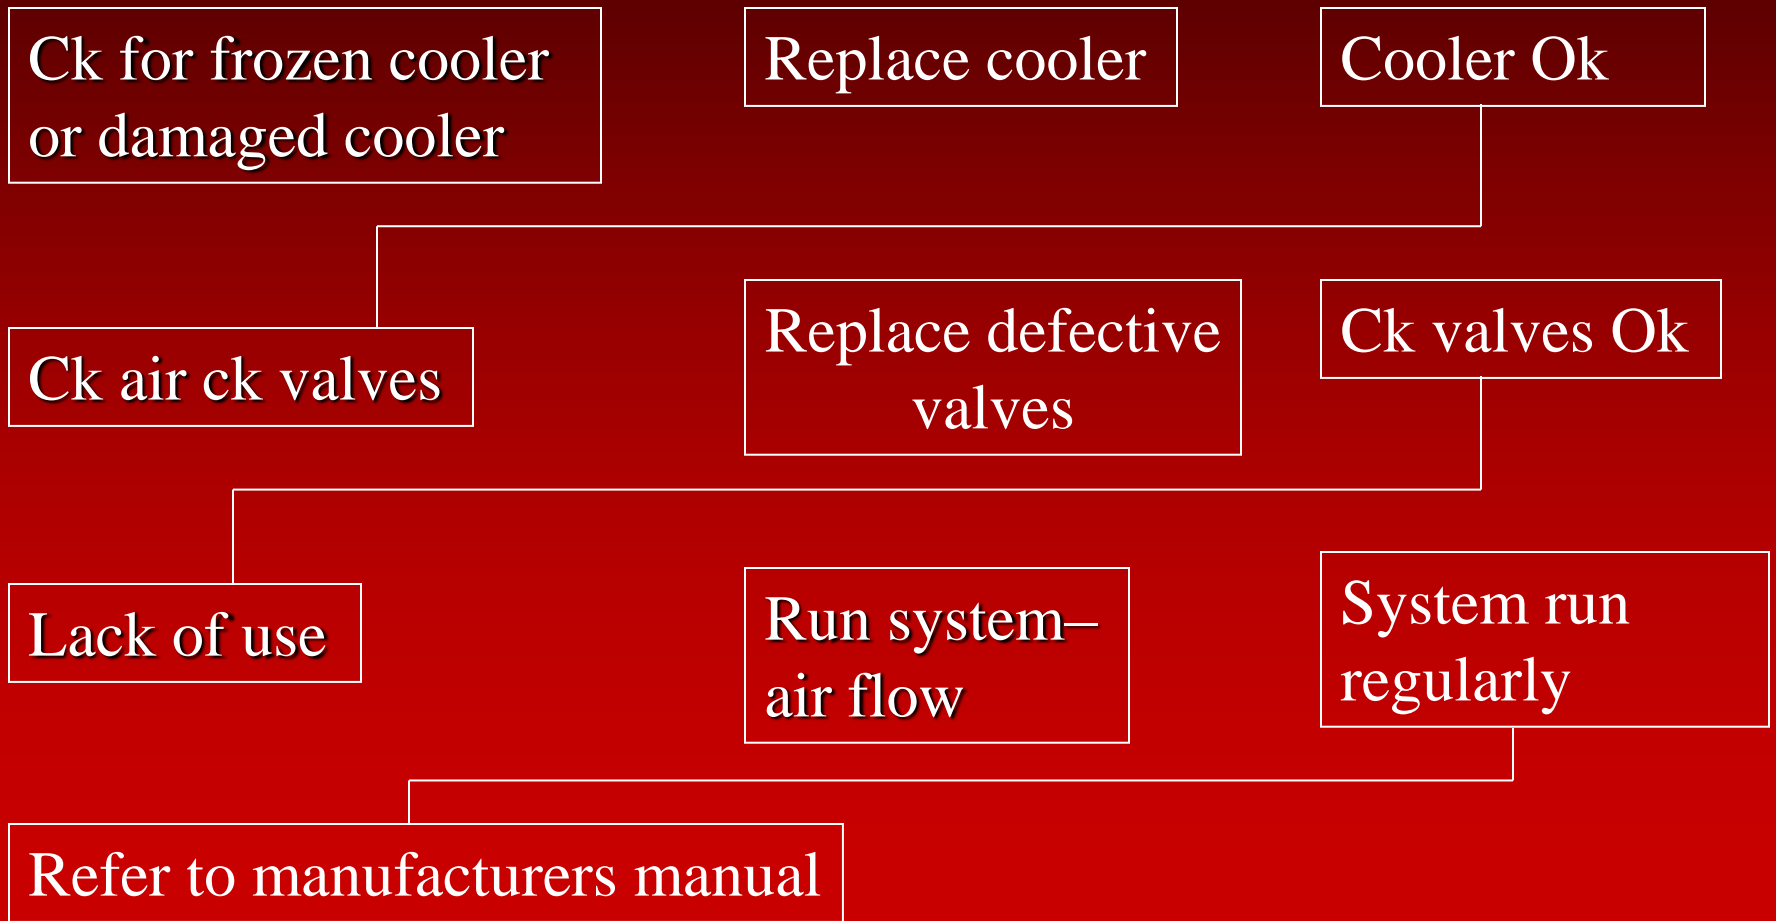 Ck for frozen cooler
or damaged cooler
Replace cooler
Cooler Ok
Ck air ck valves
Replace defective
valves
Ck valves Ok
Lack of use
Run system–
air flow
System run
regularly
Refer to manufacturers manual